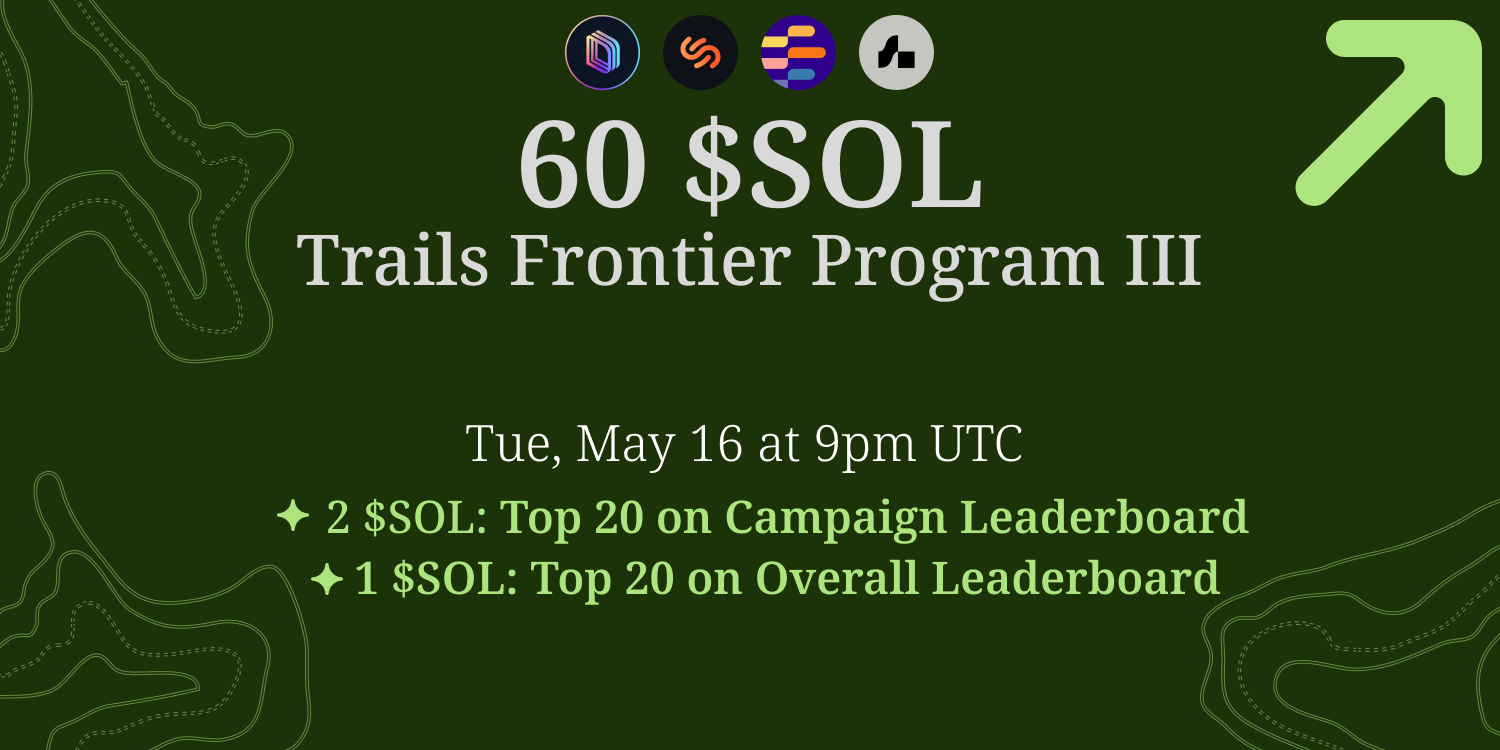 60 $SOL
Trails Frontier Program III
Tue, May 16 at 9pm UTC
✦ 2 $SOL: Top 20 on Campaign Leaderboard
✦ 1 $SOL: Top 20 on Overall Leaderboard